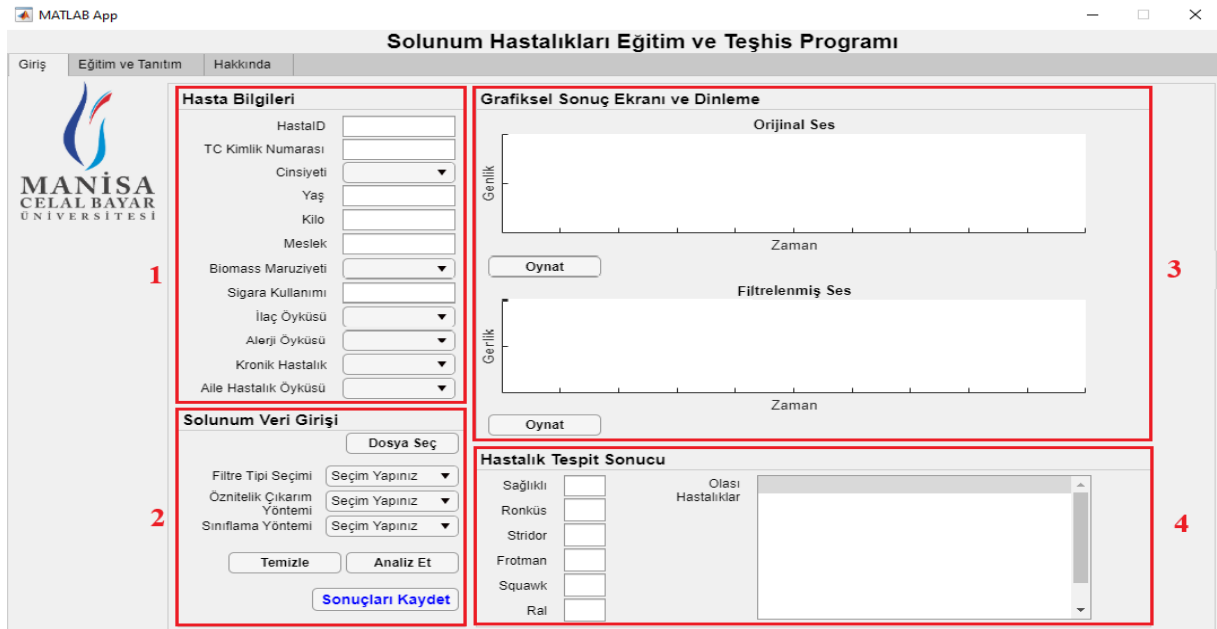 MATLAB App
Solunum Hastalıkları Eğitim ve Teşhis Programı
Giriş Eğitim ve Tanıtım Hakkında
MANİSA
CELAL BAYAR
ÜNİVERSİTESİ
Hasta Bilgileri
HastaID
TC Kimlik Numarası
Cinsiyeti
Yaş
Kilo
Meslek
Biomass Maruziyeti
Sigara Kullanımı
İlaç Öyküsü
Alerji Öyküsü
Kronik Hastalık
Aile Hastalık Öyküsü
1
Solunum Veri Girişi
Dosya Seç
Filtre Tipi Seçimi Seçim Yapınız
Öznitelik Çıkarım
Yöntemi Seçim Yapınız
Sınıflama Yöntemi Seçim Yapınız
Temizle Analiz Et
Sonuçları Kaydet
2
Grafiksel Sonuç Ekranı ve Dinleme
Orijinal Ses
Genlik
Zaman
Oynat
Filtrelenmiş Ses
Genlik
Zaman
Oynat
3
Hastalık Tespit Sonucu
Sağlıklı
Ronküs
Stridor
Frotman
Squawk
Ral
Olası
Hastalıklar
4